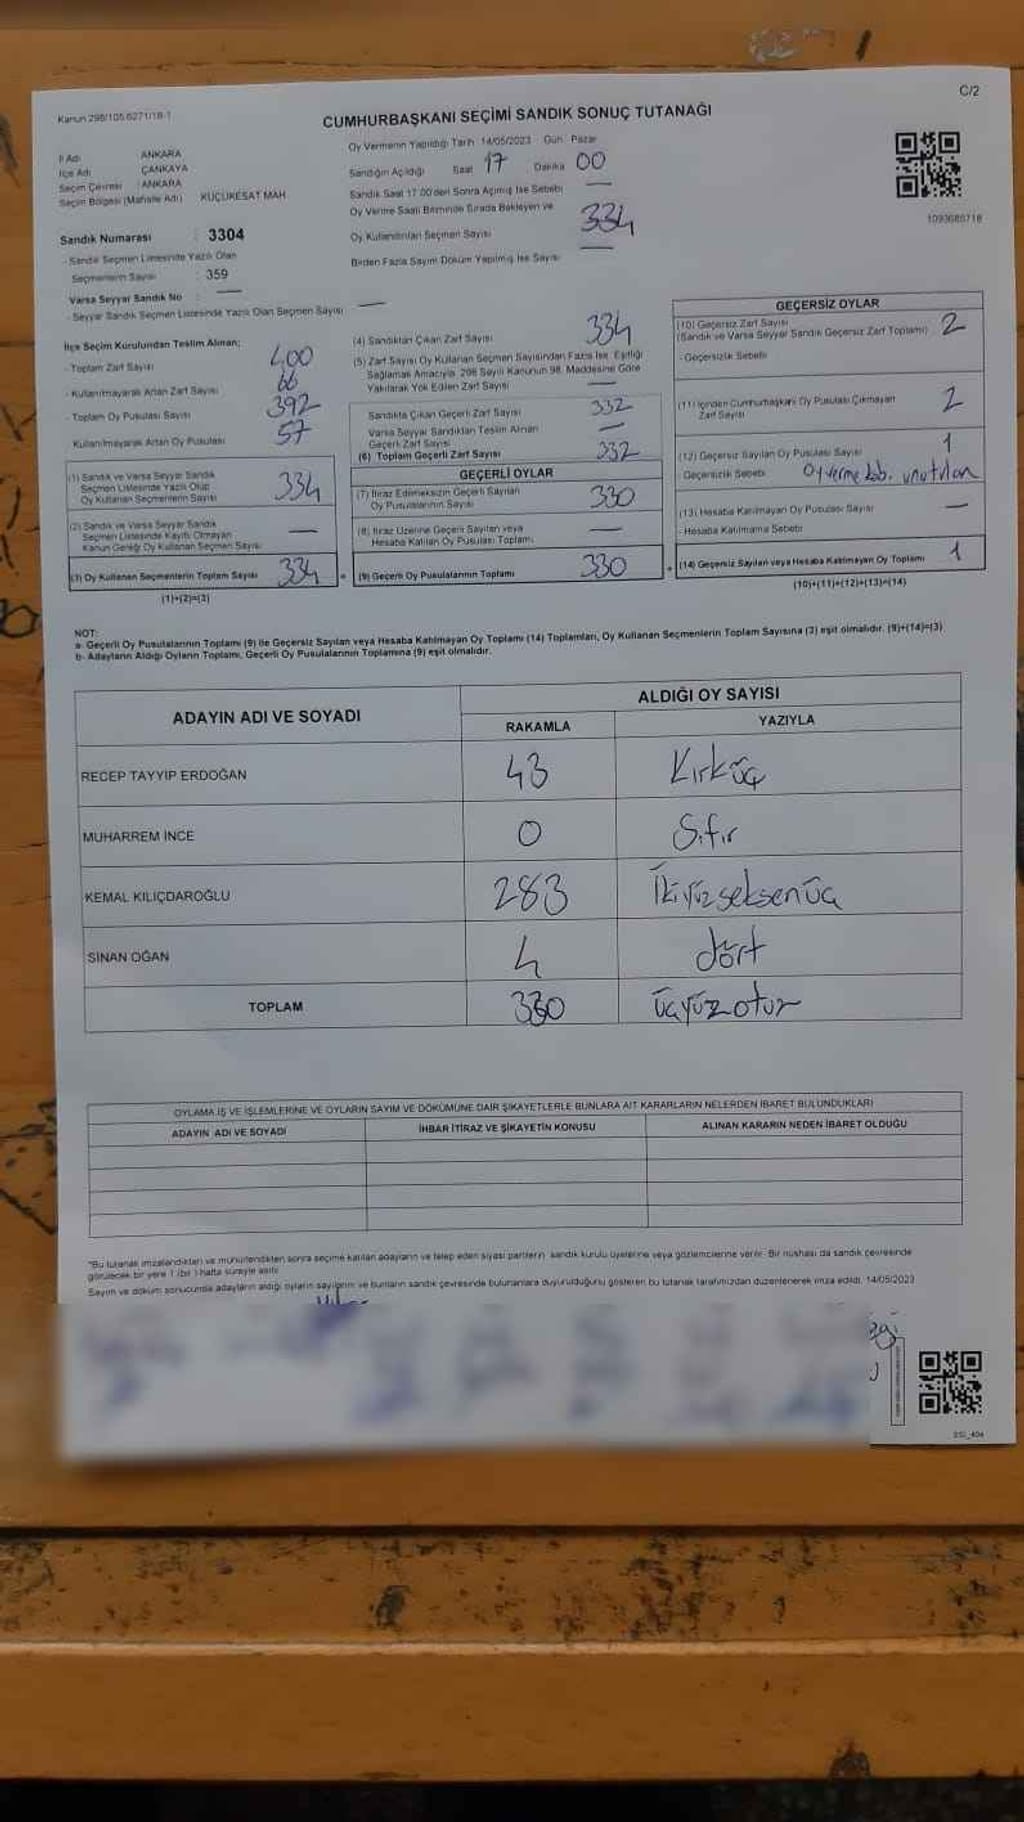 C/2
Kanun 298/105 6271/18-1
CUMHURBAŞKANI SEÇİMİ SANDIK SONUÇ TUTANAĞI
İl Adı ANKARA
İlçe Adı ÇANKAYA
Seçim Çevresi : ANKARA
Seçim Bölgesi (Mahalle Adı) KÜÇÜKESAT MAH.
Sandık Numarası : 3304
- Sandık Seçmen Listesinde Yazılı Olan
Seçmenlerin Sayısı : 359
Varsa Seyyar Sandık No : —
- Seyyar Sandık Seçmen Listesinde Yazılı Olan Seçmen Sayısı —
Oy Vermenin Yapıldığı Tarih 14/05/2023 Gün Pazar
Sandığın Açıldığı Saat 17 Dakika 00
Sandık Saat 17.00'den Sonra Açılmış İse Sebebi —
Oy Verme Saati Bitiminde Sırada Bekleyen ve
Oy Kullandırılan Seçmen Sayısı 334
Birden Fazla Sayım Döküm Yapılmış İse Sayısı —
1093688718
İlçe Seçim Kurulundan Teslim Alınan;
- Toplam Zarf Sayısı 400
- Kullanılmayarak Artan Zarf Sayısı 66
- Toplam Oy Pusulası Sayısı 392
Kullanılmayarak Artan Oy Pusulası 57
(1) Sandık ve Varsa Seyyar Sandık
Seçmen Listesinde Yazılı Olup
Oy Kullanan Seçmenlerin Sayısı 334
(2) Sandık ve Varsa Seyyar Sandık
Seçmen Listesinde Kayıtlı Olmayan
Kanun Gereği Oy Kullanan Seçmen Sayısı —
(3) Oy Kullanan Seçmenlerin Toplam Sayısı 334
(1)+(2)=(3)
(4) Sandıktan Çıkan Zarf Sayısı 334
(5) Zarf Sayısı Oy Kullanan Seçmen Sayısından Fazla İse, Eşitliği
Sağlamak Amacıyla, 298 Sayılı Kanunun 98. Maddesine Göre
Yakılarak Yok Edilen Zarf Sayısı —
Sandıkta Çıkan Geçerli Zarf Sayısı 332
Varsa Seyyar Sandıktan Teslim Alınan
Geçerli Zarf Sayısı —
(6) Toplam Geçerli Zarf Sayısı 332
GEÇERLİ OYLAR
(7) İtiraz Edilmeksizin Geçerli Sayılan
Oy Pusulalarının Sayısı 330
(8) İtiraz Üzerine Geçerli Sayılan veya
Hesaba Katılan Oy Pusulası Toplamı —
(9) Geçerli Oy Pusulalarının Toplamı 330
GEÇERSİZ OYLAR
(10) Geçersiz Zarf Sayısı
(Sandık ve Varsa Seyyar Sandık Geçersiz Zarf Toplamı) 2
- Geçersizlik Sebebi
(11) İçinden Cumhurbaşkanı Oy Pusulası Çıkmayan
Zarf Sayısı 2
(12) Geçersiz Sayılan Oy Pusulası Sayısı 1
Geçersizlik Sebebi Oy verme kab. unutulan
(13) Hesaba Katılmayan Oy Pusulası Sayısı —
- Hesaba Katılmama Sebebi
(14) Geçersiz Sayılan veya Hesaba Katılmayan Oy Toplamı 1
(10)+(11)+(12)+(13)=(14)
NOT:
a- Geçerli Oy Pusulalarının Toplamı (9) ile Geçersiz Sayılan veya Hesaba Katılmayan Oy Toplamı (14) Toplamları, Oy Kullanan Seçmenlerin Toplam Sayısına (3) eşit olmalıdır. (9)+(14)=(3)
b- Adayların Aldığı Oyların Toplamı, Geçerli Oy Pusulalarının Toplamına (9) eşit olmalıdır.
ADAYIN ADI VE SOYADI
ALDIĞI OY SAYISI
RAKAMLA YAZIYLA
RECEP TAYYİP ERDOĞAN 43 Kırküç
MUHARREM İNCE 0 Sıfır
KEMAL KILIÇDAROĞLU 283 İkiyüzseksenüç
SİNAN OĞAN 4 dört
TOPLAM 330 üçyüzotuz
OYLAMA İŞ VE İŞLEMLERİNE VE OYLARIN SAYIM VE DÖKÜMÜNE DAİR ŞİKAYETLERLE BUNLARA AİT KARARLARIN NELERDEN İBARET BULUNDUKLARI
ADAYIN ADI VE SOYADI İHBAR İTİRAZ VE ŞİKAYETİN KONUSU ALINAN KARARIN NEDEN İBARET OLDUĞU
"Bu tutanak imzalandıktan ve mühürlendikten sonra seçime katılan adayların ve talep eden siyasi partilerin sandık kurulu üyelerine veya gözlemcilerine verilir. Bir nüshası da sandık çevresinde
görülecek bir yere 1 (bir) hafta süreyle asılır.
Sayım ve döküm sonucunda adayların aldığı oyların sayılarını ve bunların sandık çevresinde bulunanlara duyurulduğunu gösteren bu tutanak tarafımızdan düzenlenerek imza edildi. 14/05/2023